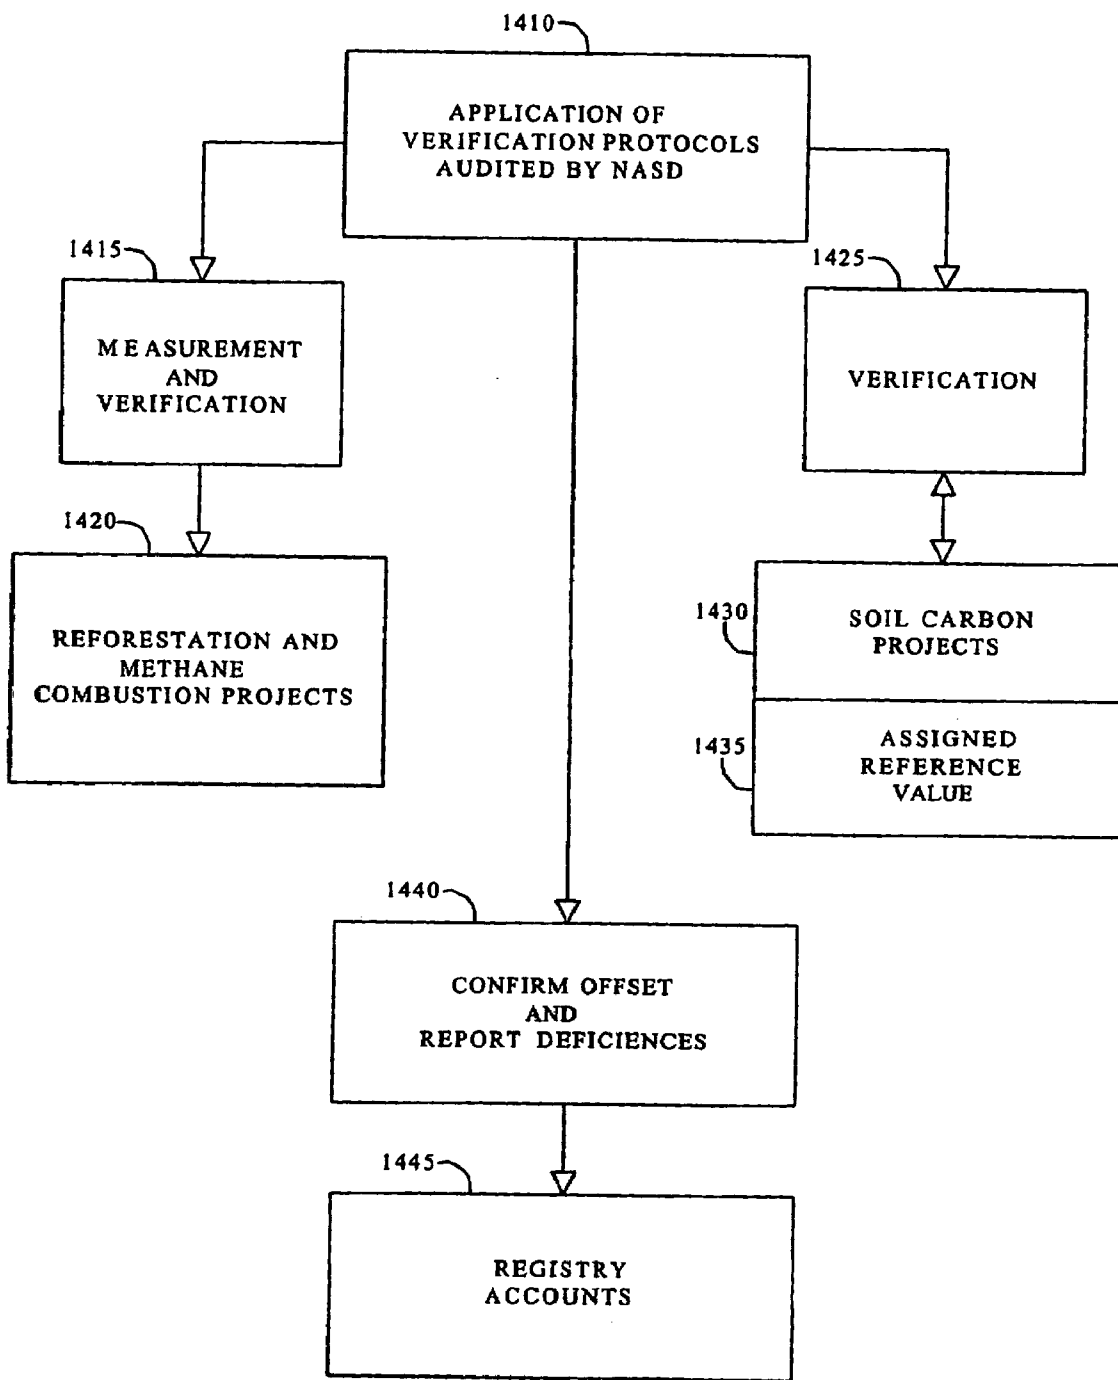 1410
APPLICATION OF
VERIFICATION PROTOCOLS
AUDITED BY NASD
1415
MEASUREMENT
AND
VERIFICATION
1425
VERIFICATION
1420
REFORESTATION AND
METHANE
COMBUSTION PROJECTS
1430
SOIL CARBON
PROJECTS
1435
ASSIGNED
REFERENCE
VALUE
1440
CONFIRM OFFSET
AND
REPORT DEFICIENCES
1445
REGISTRY
ACCOUNTS